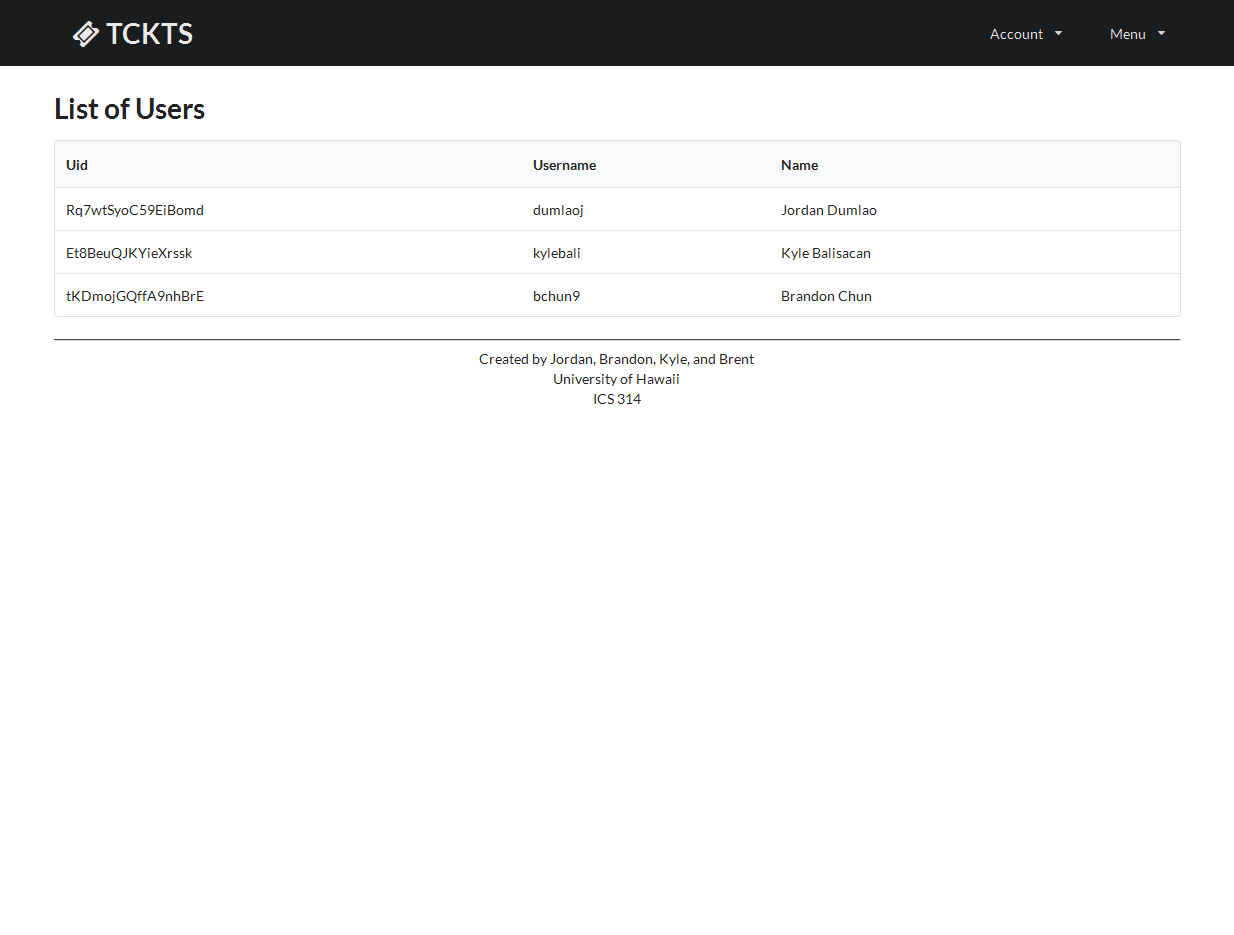 TCKTS
Account Menu
List of Users
Uid Username Name
Rq7wtSyoC59EiBomd dumlaoj Jordan Dumlao
Et8BeuQJKYieXrssk kylebali Kyle Balisacan
tKDmojGQffA9nhBrE bchun9 Brandon Chun
Created by Jordan, Brandon, Kyle, and Brent
University of Hawaii
ICS 314